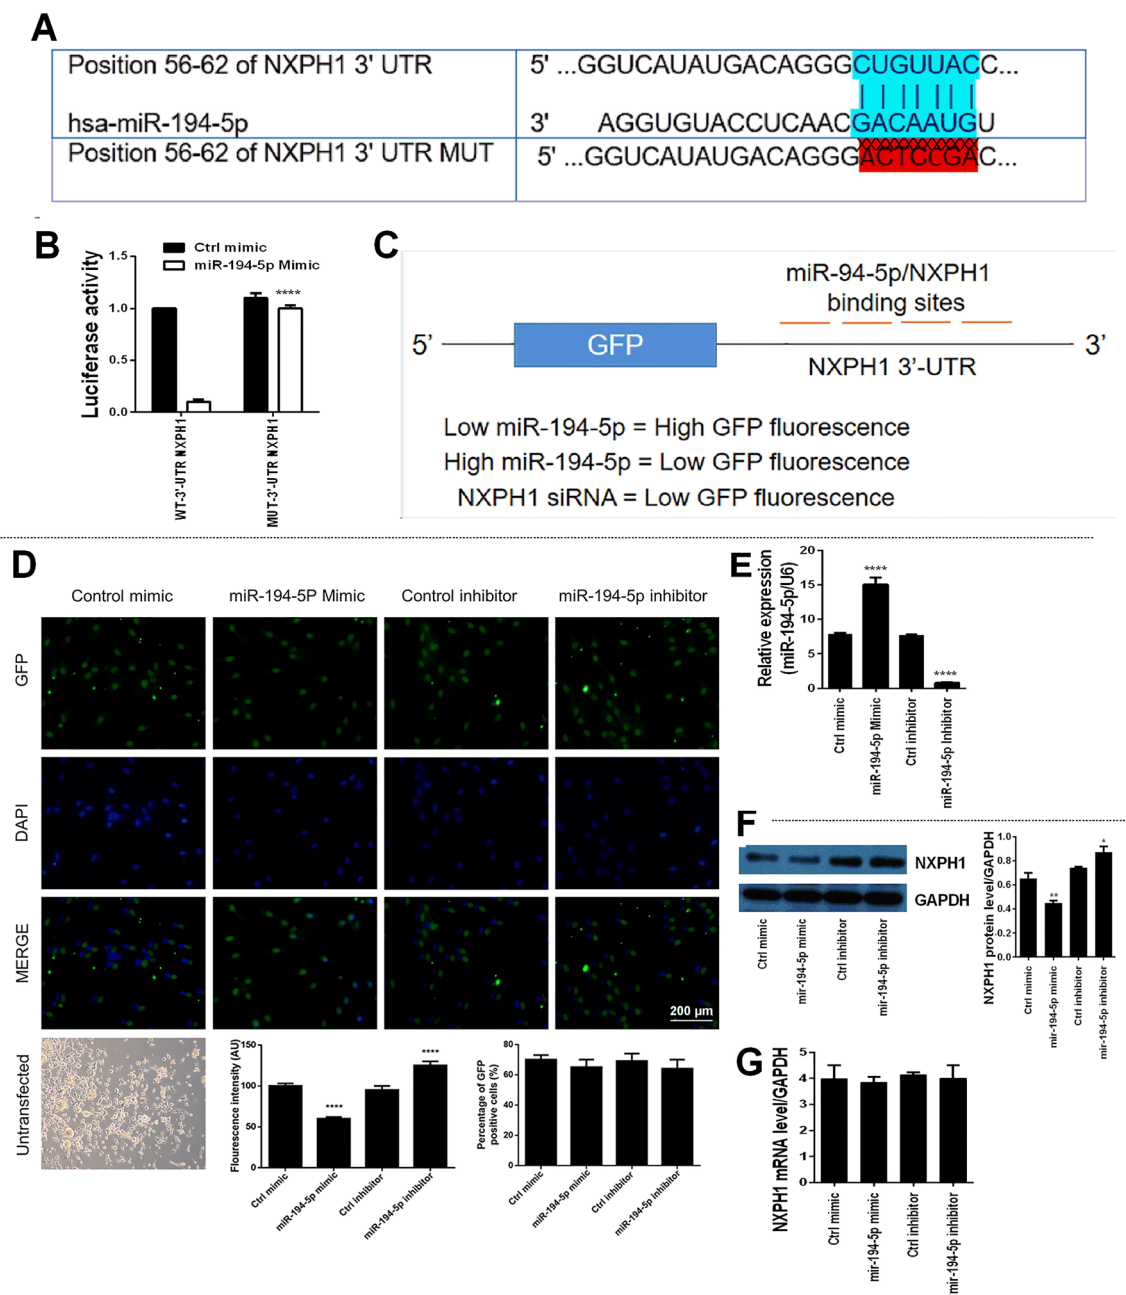 A
Position 56-62 of NXPH1 3' UTR
5' ...GGUCAUAUGACAGGGCUGUUACC...
hsa-miR-194-5p
3' AGGUGUACCUCAACGACAAUGU
Position 56-62 of NXPH1 3' UTR MUT
5' ...GGUCAUAUGACAGGGACTCCGAC...
B
Ctrl mimic
miR-194-5p Mimic
Luciferase activity
1.5
1.0
0.5
0.0
****
WT-3'-UTR NXPH1
MUT-3'-UTR NXPH1
C
miR-94-5p/NXPH1
binding sites
5'
GFP
3'
NXPH1 3'-UTR
Low miR-194-5p = High GFP fluorescence
High miR-194-5p = Low GFP fluorescence
NXPH1 siRNA = Low GFP fluorescence
D
Control mimic
miR-194-5P Mimic
Control inhibitor
miR-194-5p inhibitor
GFP
DAPI
MERGE
200 µm
Untransfected
Flourescence intensity (AU)
150
100
50
0
****
****
Ctrl mimic
miR-194-5p mimic
Ctrl inhibitor
miR-194-5p inhibitor
Percentage of GFP
positive cells (%)
80
60
40
20
0
Ctrl mimic
miR-194-5p mimic
Ctrl inhibitor
miR-194-5p inhibitor
E
Relative expression
(miR-194-5p/U6)
20
15
10
5
0
****
****
Ctrl mimic
miR-194-5p Mimic
Ctrl inhibitor
miR-194-5p Inhibitor
F
NXPH1
GAPDH
Ctrl mimic
mir-194-5p mimic
Ctrl inhibitor
mir-194-5p inhibitor
NXPH1 protein level/GAPDH
1.0
0.8
0.6
0.4
0.2
0.0
**
*
Ctrl mimic
mir-194-5p mimic
Ctrl inhibitor
mir-194-5p inhibitor
G
NXPH1 mRNA level/GAPDH
5
4
3
2
1
0
Ctrl mimic
mir-194-5p mimic
Ctrl inhibitor
mir-194-5p inhibitor